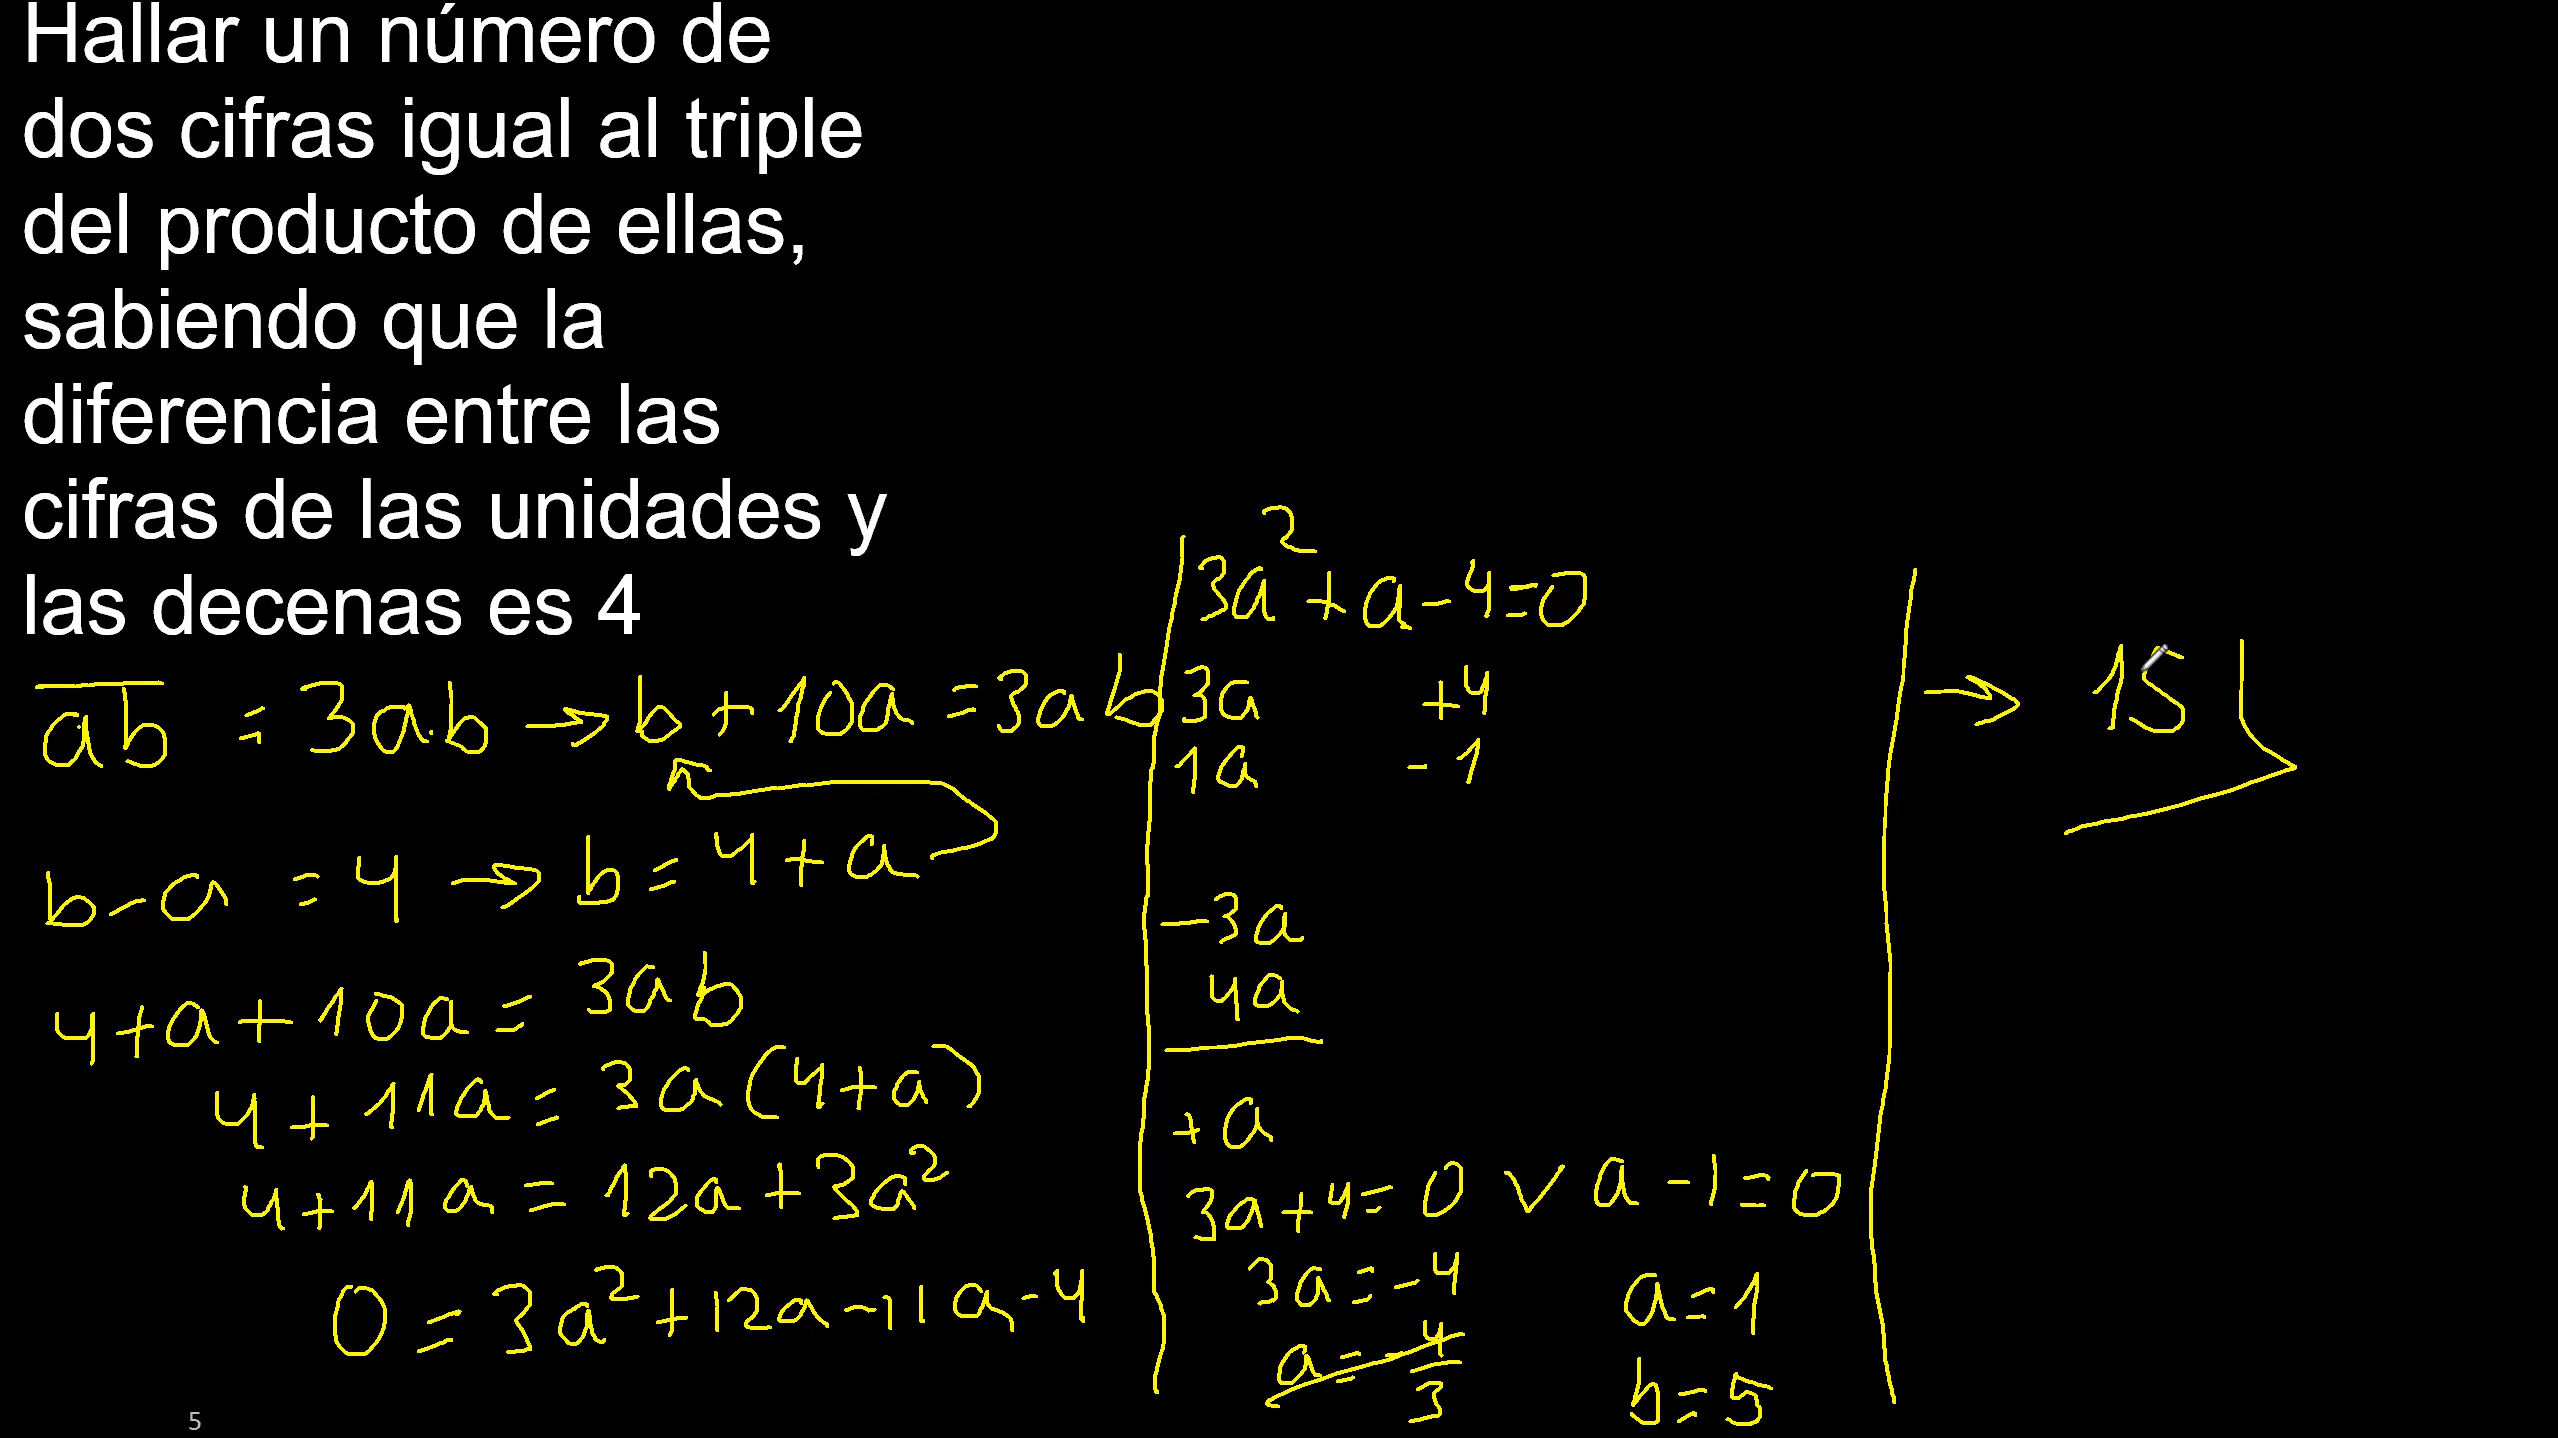 Hallar un número de
dos cifras igual al triple
del producto de ellas,
sabiendo que la
diferencia entre las
cifras de las unidades y
las decenas es 4
ab = 3a.b → b + 10a = 3ab
b - a = 4 → b = 4 + a
4 + a + 10a = 3ab
4 + 11a = 3a(4+a)
4 + 11a = 12a + 3a²
0 = 3a² + 12a - 11a - 4
3a² + a - 4 = 0
3a +4
1a -1
-3a
4a
+a
3a + 4 = 0 ∨ a - 1 = 0
3a = -4 a = 1
a = -4/3 b = 5
→ 15
5